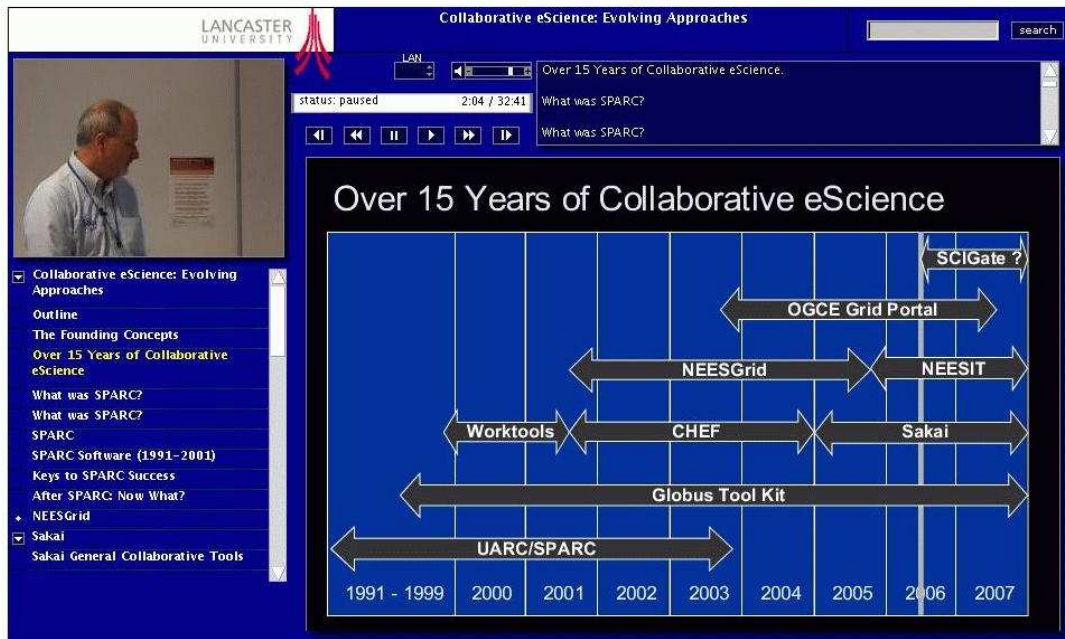 LANCASTER
UNIVERSITY
Collaborative eScience: Evolving Approaches
search
LAN
status: paused
2:04 / 32:41
Over 15 Years of Collaborative eScience.
What was SPARC?
What was SPARC?
Collaborative eScience: Evolving
Approaches
Outline
The Founding Concepts
Over 15 Years of Collaborative
eScience
What was SPARC?
What was SPARC?
SPARC
SPARC Software (1991-2001)
Keys to SPARC Success
After SPARC: Now What?
NEESGrid
Sakai
Sakai General Collaborative Tools
Over 15 Years of Collaborative eScience
SCIGate ?
OGCE Grid Portal
NEESGrid
NEESIT
Worktools
CHEF
Sakai
Globus Tool Kit
UARC/SPARC
1991 - 1999
2000
2001
2002
2003
2004
2005
2006
2007